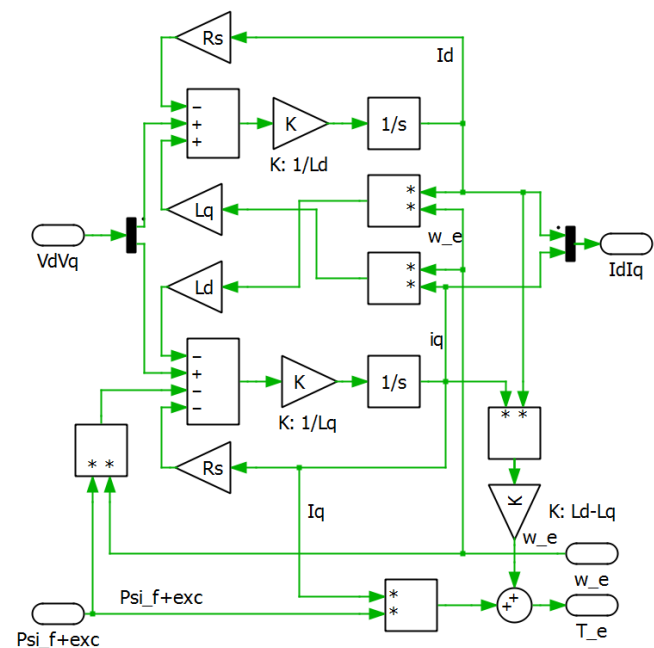 Rs
Id
−
+
+
K
1/s
K: 1/Ld
*
*
Lq
w_e
VdVq
IdIq
*
*
Ld
iq
−
+
−
−
K
1/s
K: 1/Lq
* *
* *
Rs
K
K: Ld-Lq
Iq
w_e
w_e
Psi_f+exc
*
*
+
+
Psi_f+exc
T_e